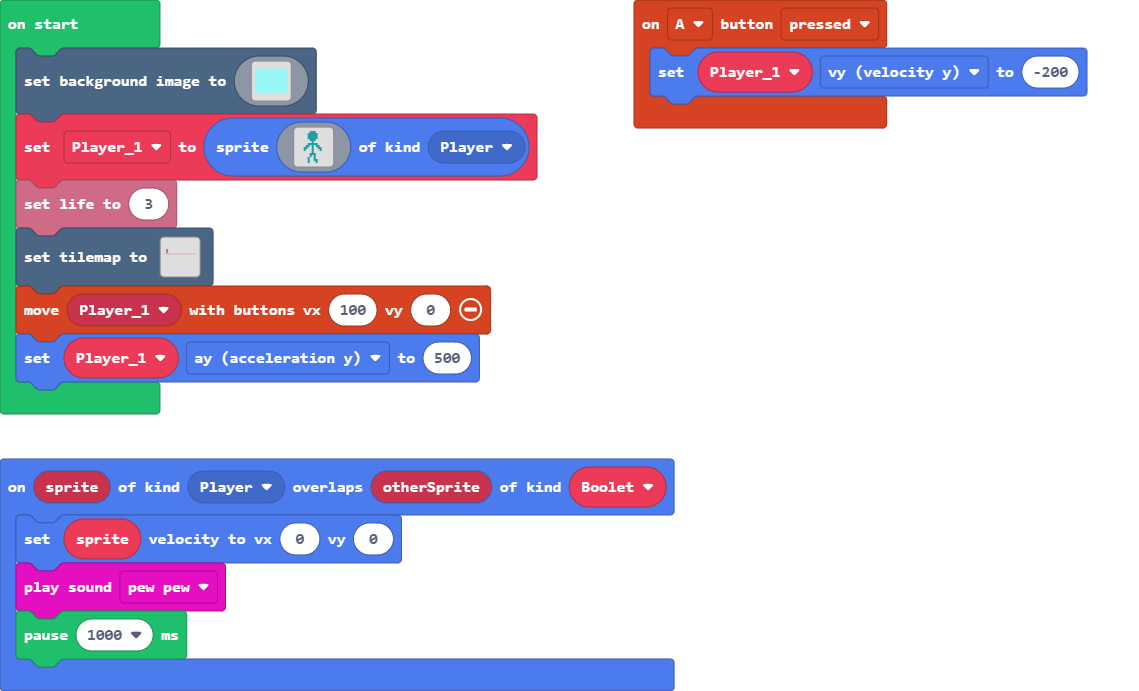 on start
set background image to
set Player_1 to sprite of kind Player
set life to 3
set tilemap to
move Player_1 with buttons vx 100 vy 0
set Player_1 ay (acceleration y) to 500
on A button pressed
set Player_1 vy (velocity y) to -200
on sprite of kind Player overlaps otherSprite of kind Boolet
set sprite velocity to vx 0 vy 0
play sound pew pew
pause 1000 ms